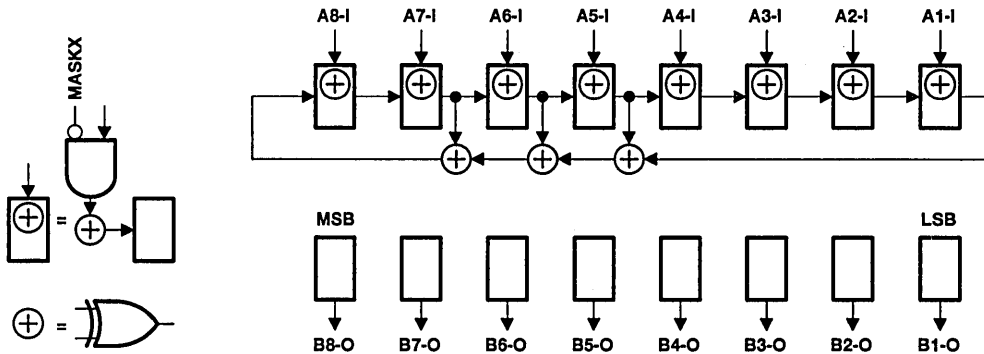 A8-I A7-I A6-I A5-I A4-I A3-I A2-I A1-I
MASKX
=
MSB LSB
=
B8-O B7-O B6-O B5-O B4-O B3-O B2-O B1-O